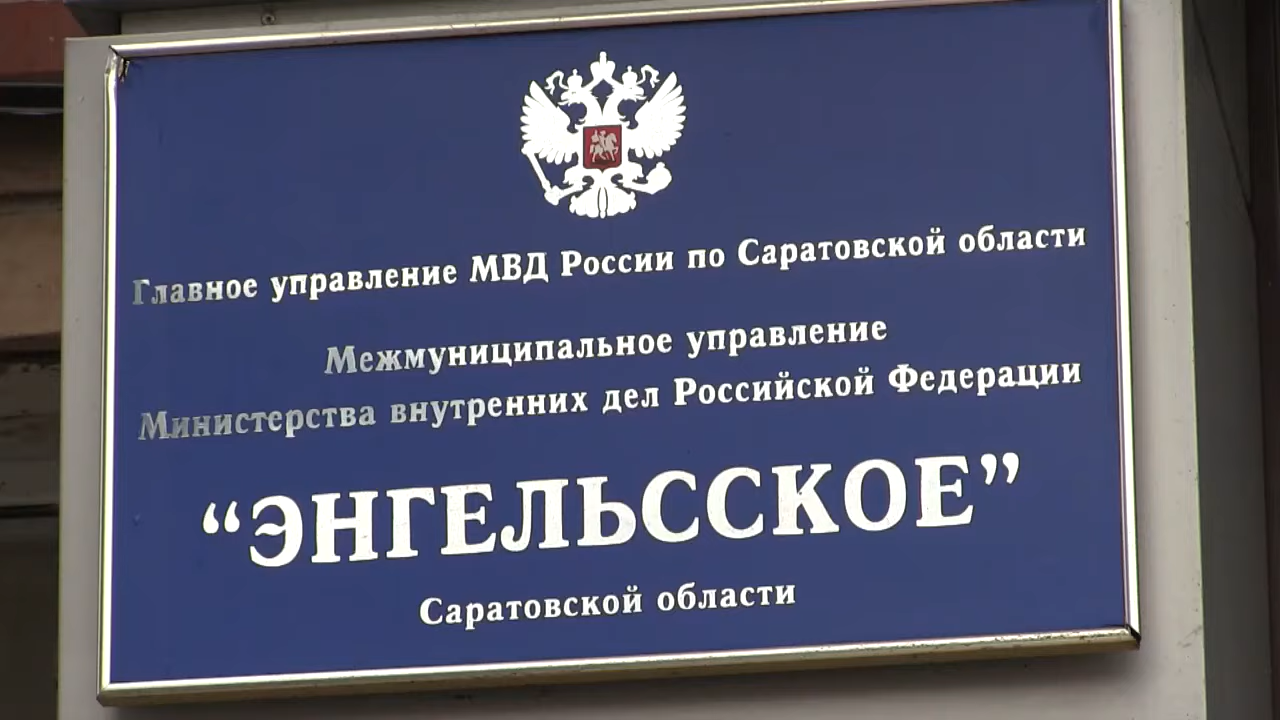 Главное управление МВД России по Саратовской области
Межмуниципальное управление
Министерства внутренних дел Российской Федерации
“ЭНГЕЛЬССКОЕ”
Саратовской области